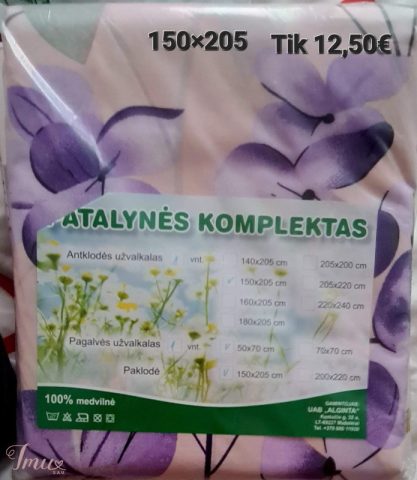 150×205 Tik 12,50€
PATALYNĖS KOMPLEKTAS
Antklodės užvalkalas vnt. 140x205 cm 205x200 cm
150x205 cm 205x220 cm
160x205 cm 220x240 cm
180x205 cm
Pagalvės užvalkalas vnt. 50x70 cm 70x70 cm
Paklodė 150x205 cm 200x220 cm
100% medvilnė
GAMINTOJAS:
UAB „ALGINTA"
Imu